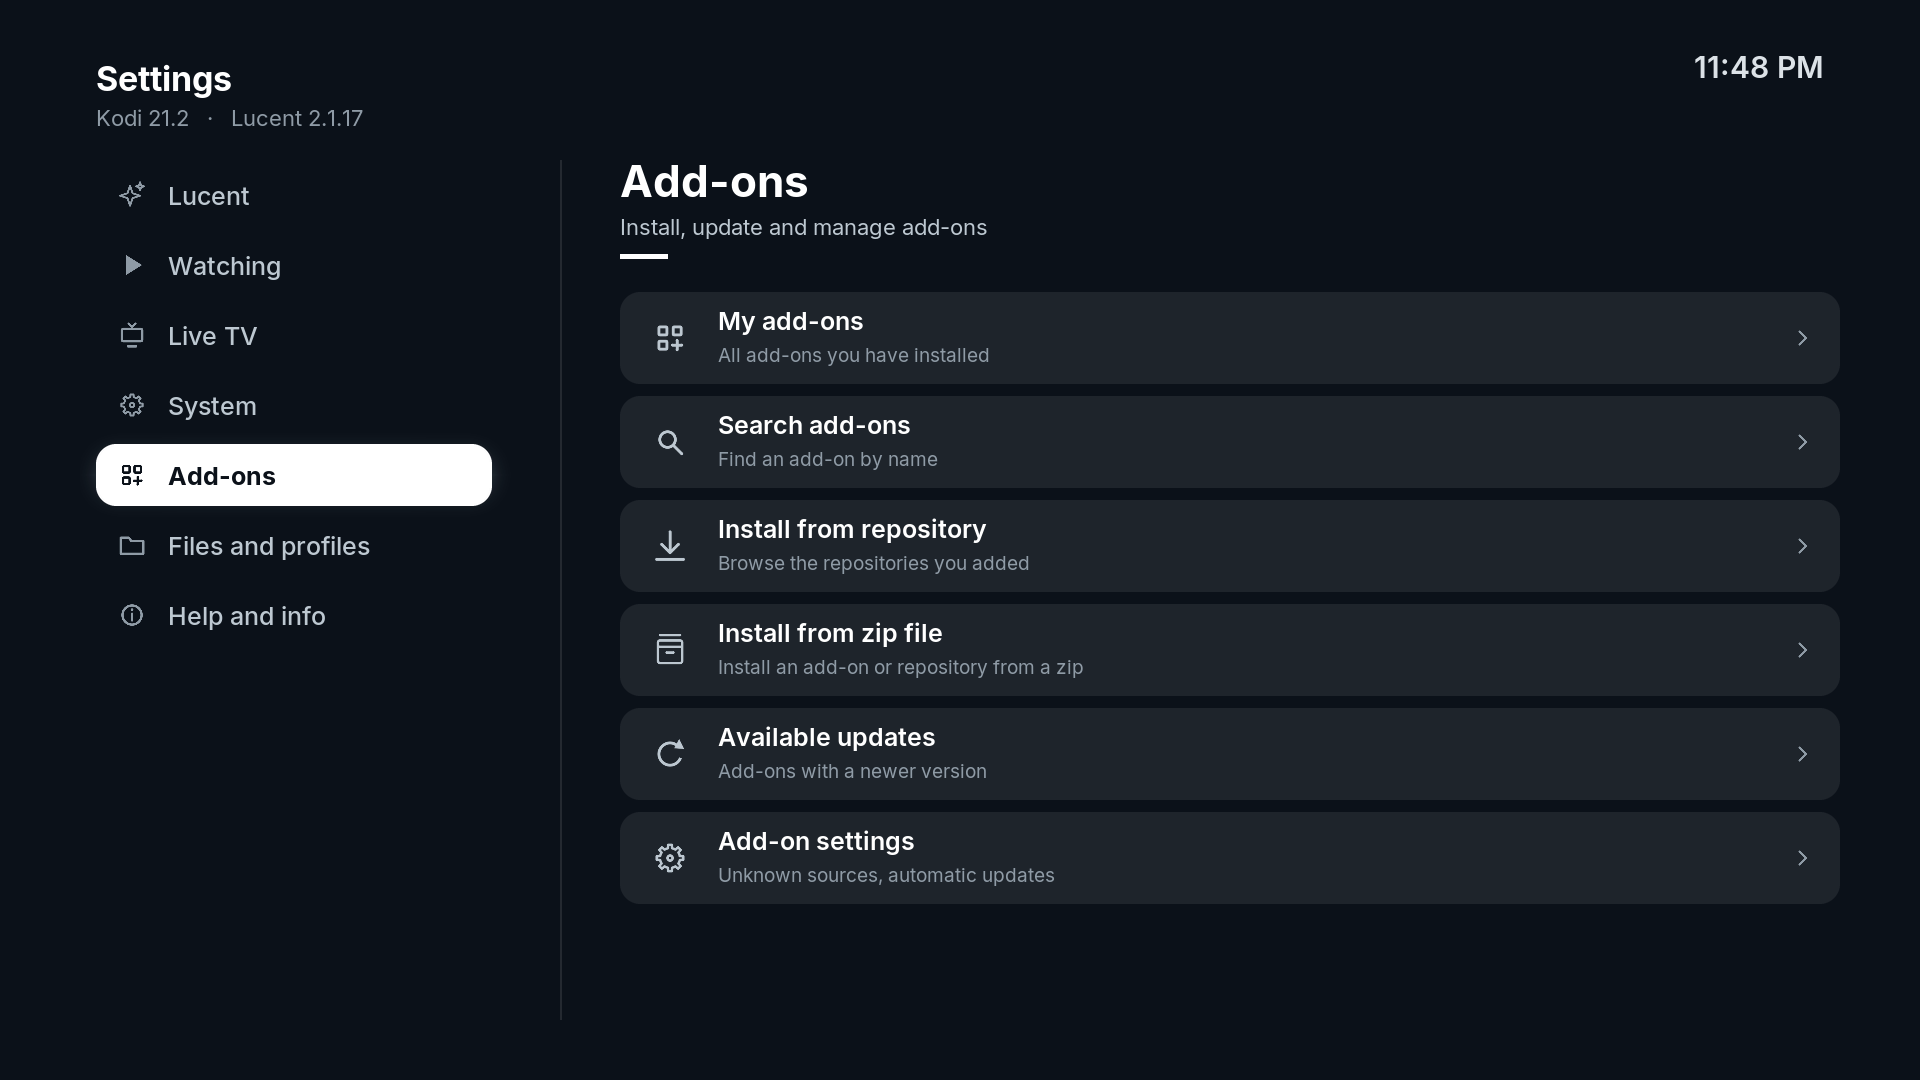 Settings
Kodi 21.2 · Lucent 2.1.17
11:48 PM
Lucent
Watching
Live TV
System
Add-ons
Files and profiles
Help and info
Add-ons
Install, update and manage add-ons
My add-ons
All add-ons you have installed
Search add-ons
Find an add-on by name
Install from repository
Browse the repositories you added
Install from zip file
Install an add-on or repository from a zip
Available updates
Add-ons with a newer version
Add-on settings
Unknown sources, automatic updates